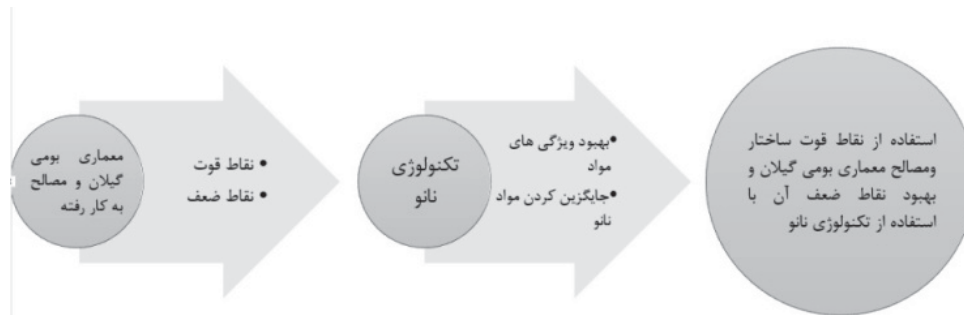 معماری بومی
گیلان و مصالح
به کار رفته
• نقاط قوت
• نقاط ضعف
تکنولوژی
نانو
•بهبود ویژگی های
مواد
•جایگزین کردن مواد
نانو
استفاده از نقاط قوت ساختار
ومصالح معماری بومی گیلان و
بهبود نقاط ضعف آن با
استفاده از تکنولوژی نانو